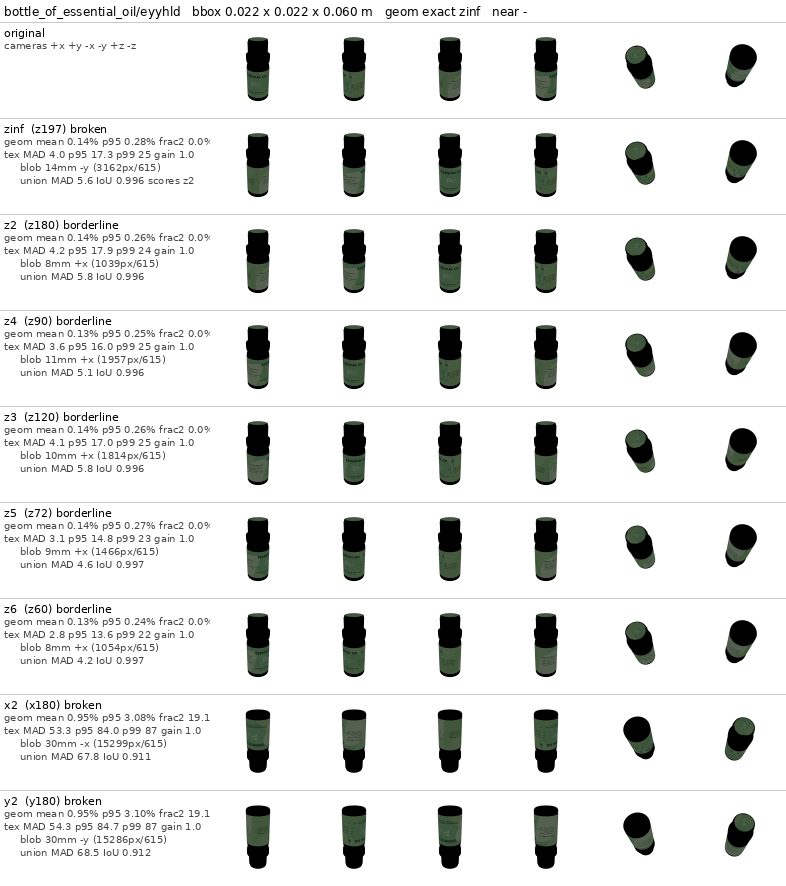 bottle_of_essential_oil/eyyhld bbox 0.022 x 0.022 x 0.060 m geom exact zinf near -
original
cameras +x +y -x -y +z -z
zinf (z197) broken
geom mean 0.14% p95 0.28% frac2 0.0%
tex MAD 4.0 p95 17.3 p99 25 gain 1.0
blob 14mm -y (3162px/615)
union MAD 5.6 IoU 0.996 scores z2
z2 (z180) borderline
geom mean 0.14% p95 0.26% frac2 0.0%
tex MAD 4.2 p95 17.9 p99 24 gain 1.0
blob 8mm +x (1039px/615)
union MAD 5.8 IoU 0.996
z4 (z90) borderline
geom mean 0.13% p95 0.25% frac2 0.0%
tex MAD 3.6 p95 16.0 p99 25 gain 1.0
blob 11mm +x (1957px/615)
union MAD 5.1 IoU 0.996
z3 (z120) borderline
geom mean 0.14% p95 0.26% frac2 0.0%
tex MAD 4.1 p95 17.0 p99 25 gain 1.0
blob 10mm +x (1814px/615)
union MAD 5.8 IoU 0.996
z5 (z72) borderline
geom mean 0.14% p95 0.27% frac2 0.0%
tex MAD 3.1 p95 14.8 p99 23 gain 1.0
blob 9mm +x (1466px/615)
union MAD 4.6 IoU 0.997
z6 (z60) borderline
geom mean 0.13% p95 0.24% frac2 0.0%
tex MAD 2.8 p95 13.6 p99 22 gain 1.0
blob 8mm +x (1054px/615)
union MAD 4.2 IoU 0.997
x2 (x180) broken
geom mean 0.95% p95 3.08% frac2 19.1
tex MAD 53.3 p95 84.0 p99 87 gain 1.0
blob 30mm -x (15299px/615)
union MAD 67.8 IoU 0.911
y2 (y180) broken
geom mean 0.95% p95 3.10% frac2 19.1
tex MAD 54.3 p95 84.7 p99 87 gain 1.0
blob 30mm -y (15286px/615)
union MAD 68.5 IoU 0.912